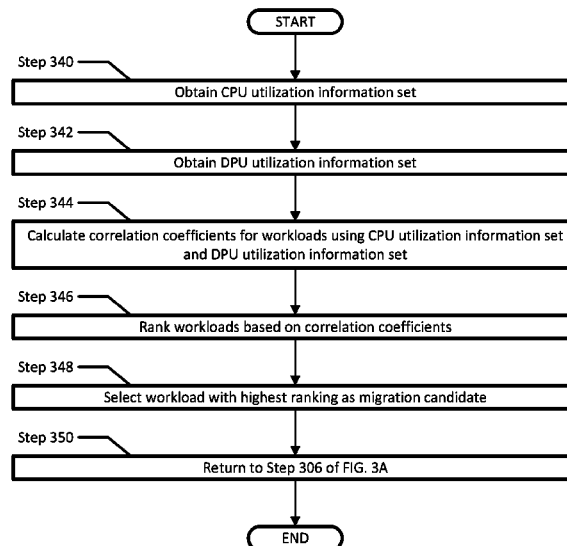 START
Step 340
Obtain CPU utilization information set
Step 342
Obtain DPU utilization information set
Step 344
Calculate correlation coefficients for workloads using CPU utilization information set
and DPU utilization information set
Step 346
Rank workloads based on correlation coefficients
Step 348
Select workload with highest ranking as migration candidate
Step 350
Return to Step 306 of FIG. 3A
END